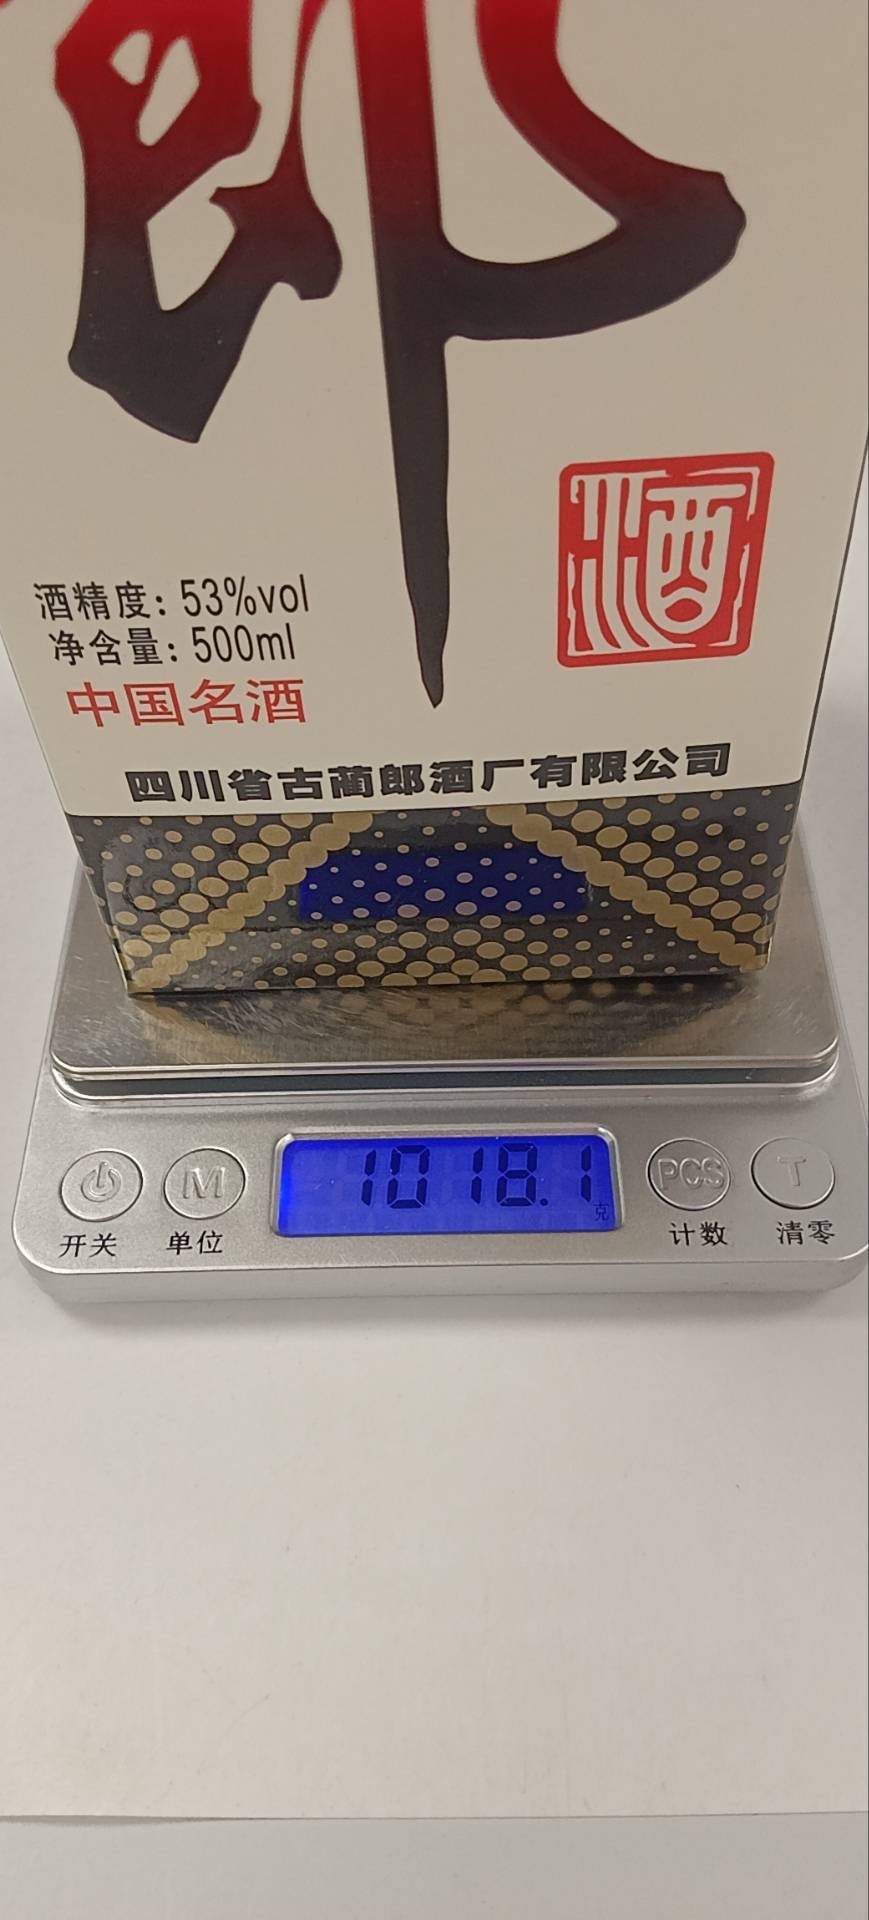 郎
酒
酒精度: 53%vol
净含量: 500ml
中国名酒
四川省古蔺郎酒厂有限公司
1018.1
克
M
PCS
T
开关
单位
计数
清零